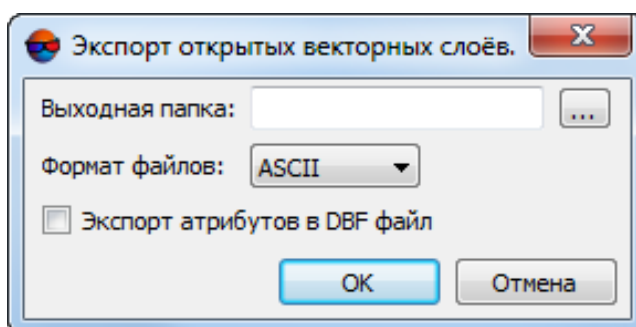 Экспорт открытых векторных слоёв.
Выходная папка: ...
Формат файлов: ASCII
Экспорт атрибутов в DBF файл
OK Отмена